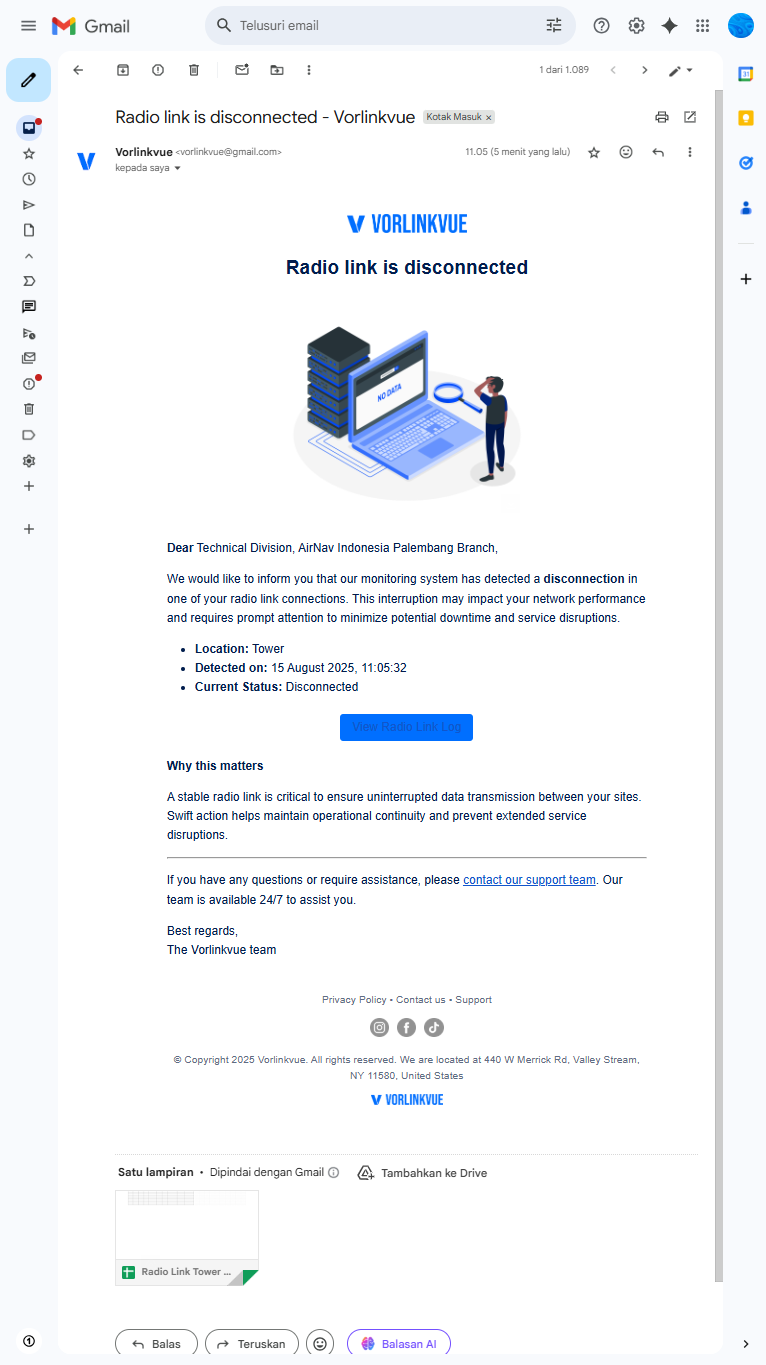 Gmail
Telusuri email
1 dari 1.089
Radio link is disconnected - Vorlinkvue
Kotak Masuk ×
Vorlinkvue <vorlinkvue@gmail.com>
11.05 (5 menit yang lalu)
kepada saya
VORLINKVUE
Radio link is disconnected
NO DATA
Dear Technical Division, AirNav Indonesia Palembang Branch,
We would like to inform you that our monitoring system has detected a disconnection in
one of your radio link connections. This interruption may impact your network performance
and requires prompt attention to minimize potential downtime and service disruptions.
• Location: Tower
• Detected on: 15 August 2025, 11:05:32
• Current Status: Disconnected
View Radio Link Log
Why this matters
A stable radio link is critical to ensure uninterrupted data transmission between your sites.
Swift action helps maintain operational continuity and prevent extended service
disruptions.
If you have any questions or require assistance, please contact our support team. Our
team is available 24/7 to assist you.
Best regards,
The Vorlinkvue team
Privacy Policy • Contact us • Support
© Copyright 2025 Vorlinkvue. All rights reserved. We are located at 440 W Merrick Rd, Valley Stream,
NY 11580, United States
VORLINKVUE
Satu lampiran • Dipindai dengan Gmail
Tambahkan ke Drive
Radio Link Tower ...
Balas
Teruskan
Balasan AI